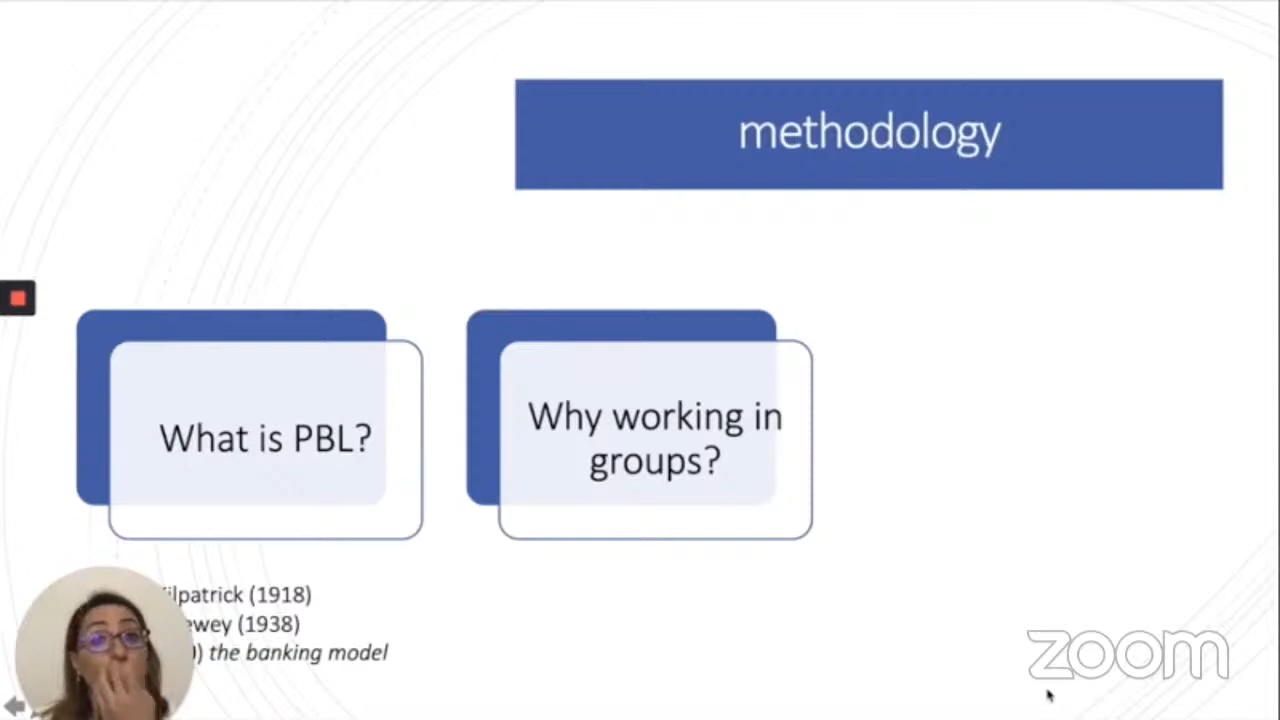 methodology
What is PBL?
Why working in
groups?
ilpatrick (1918)
ewey (1938)
) the banking model
zoom